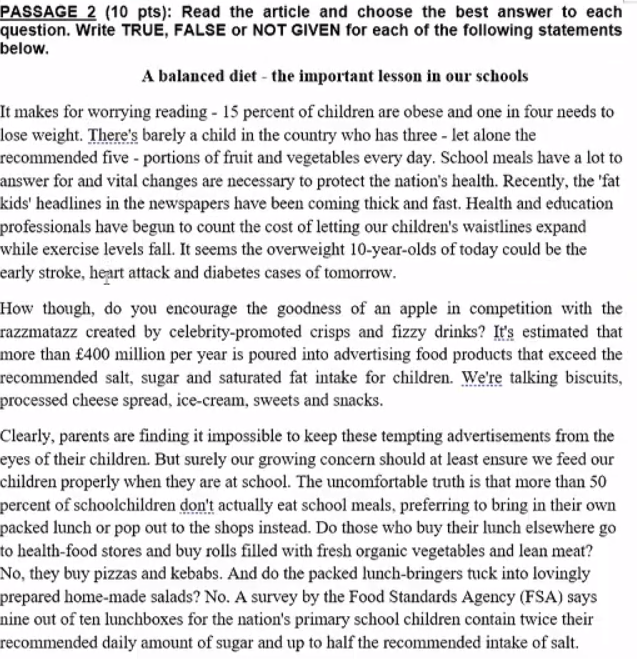 PASSAGE 2 (10 pts): Read the article and choose the best answer to each
question. Write TRUE, FALSE or NOT GIVEN for each of the following statements
below.
A balanced diet - the important lesson in our schools
It makes for worrying reading - 15 percent of children are obese and one in four needs to
lose weight. There's barely a child in the country who has three - let alone the
recommended five - portions of fruit and vegetables every day. School meals have a lot to
answer for and vital changes are necessary to protect the nation's health. Recently, the 'fat
kids' headlines in the newspapers have been coming thick and fast. Health and education
professionals have begun to count the cost of letting our children's waistlines expand
while exercise levels fall. It seems the overweight 10-year-olds of today could be the
early stroke, heart attack and diabetes cases of tomorrow.
How though, do you encourage the goodness of an apple in competition with the
razzmatazz created by celebrity-promoted crisps and fizzy drinks? It's estimated that
more than £400 million per year is poured into advertising food products that exceed the
recommended salt, sugar and saturated fat intake for children. We're talking biscuits,
processed cheese spread, ice-cream, sweets and snacks.
Clearly, parents are finding it impossible to keep these tempting advertisements from the
eyes of their children. But surely our growing concern should at least ensure we feed our
children properly when they are at school. The uncomfortable truth is that more than 50
percent of schoolchildren don't actually eat school meals, preferring to bring in their own
packed lunch or pop out to the shops instead. Do those who buy their lunch elsewhere go
to health-food stores and buy rolls filled with fresh organic vegetables and lean meat?
No, they buy pizzas and kebabs. And do the packed lunch-bringers tuck into lovingly
prepared home-made salads? No. A survey by the Food Standards Agency (FSA) says
nine out of ten lunchboxes for the nation's primary school children contain twice their
recommended daily amount of sugar and up to half the recommended intake of salt.